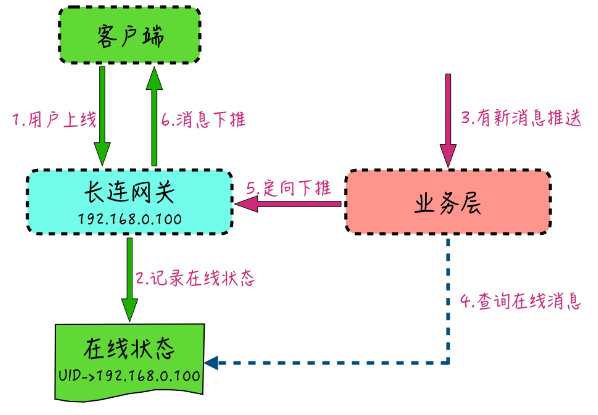 客户端
1.用户上线
6.消息下推
3.有新消息推送
长连网关
192.168.0.100
5.定向下推
业务层
2.记录在线状态
4.查询在线消息
在线状态
UID->192.168.0.100